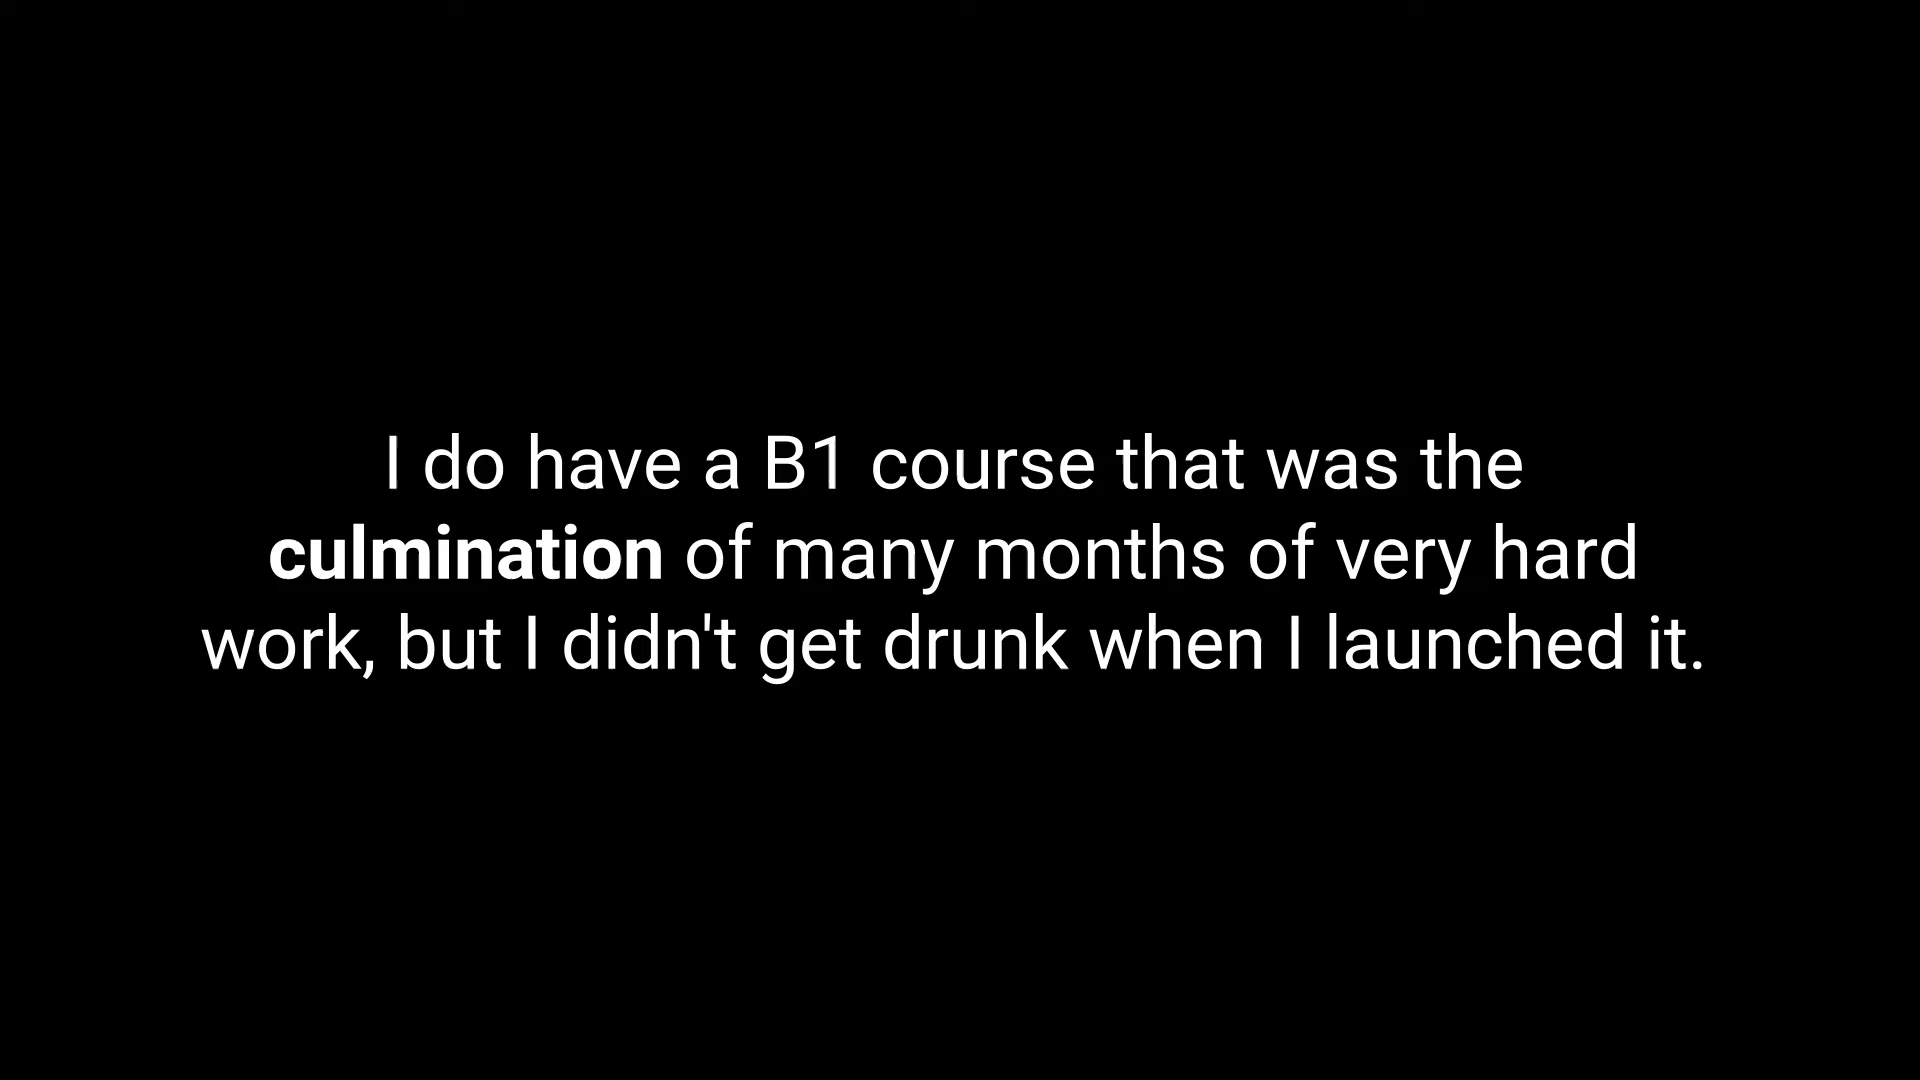 I do have a B1 course that was the
culmination of many months of very hard
work, but I didn't get drunk when I launched it.